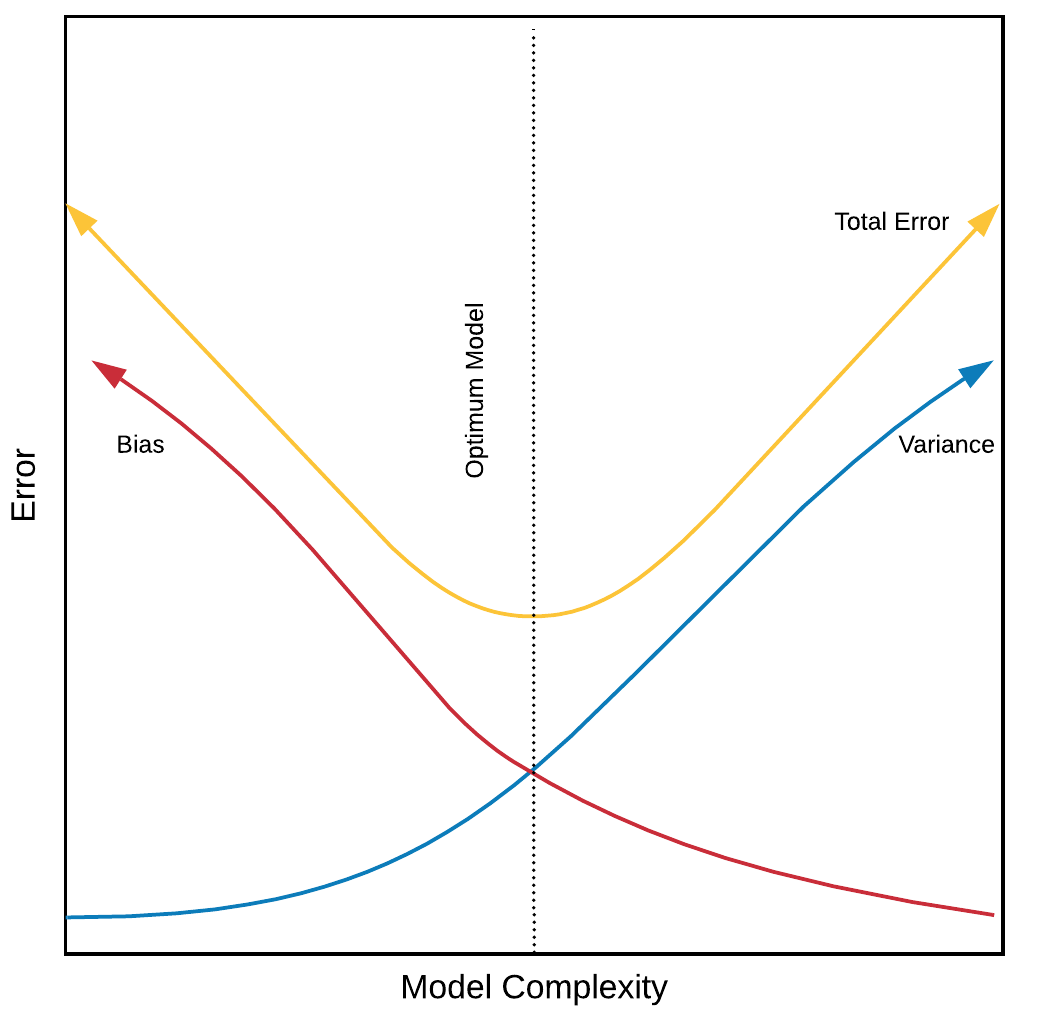 Total Error
Optimum Model
Bias
Variance
Error
Model Complexity